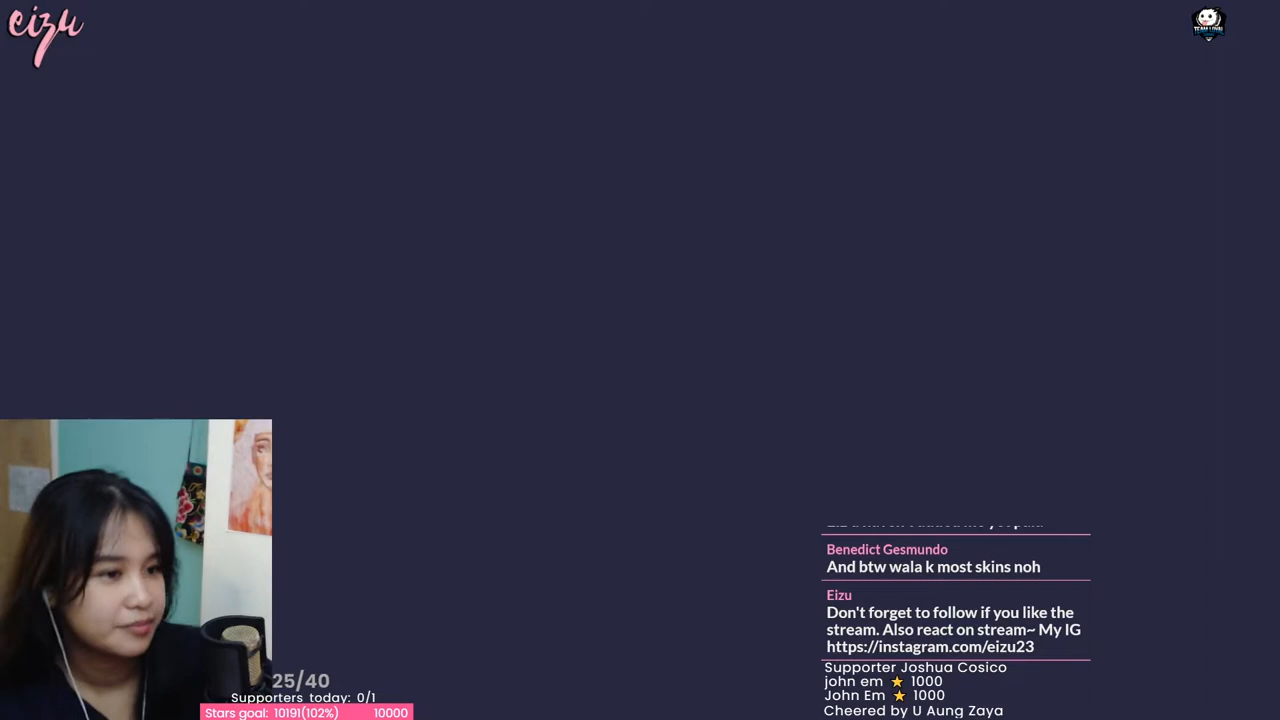 eizu
TEAM LOYAL
Benedict Gesmundo
And btw wala k most skins noh
Eizu
Don't forget to follow if you like the
stream. Also react on stream~ My IG
https://instagram.com/eizu23
Supporter Joshua Cosico
john em ⭐ 1000
John Em ⭐ 1000
Cheered by U Aung Zaya
25/40
Supporters today: 0/1
Stars goal: 10191(102%) 10000